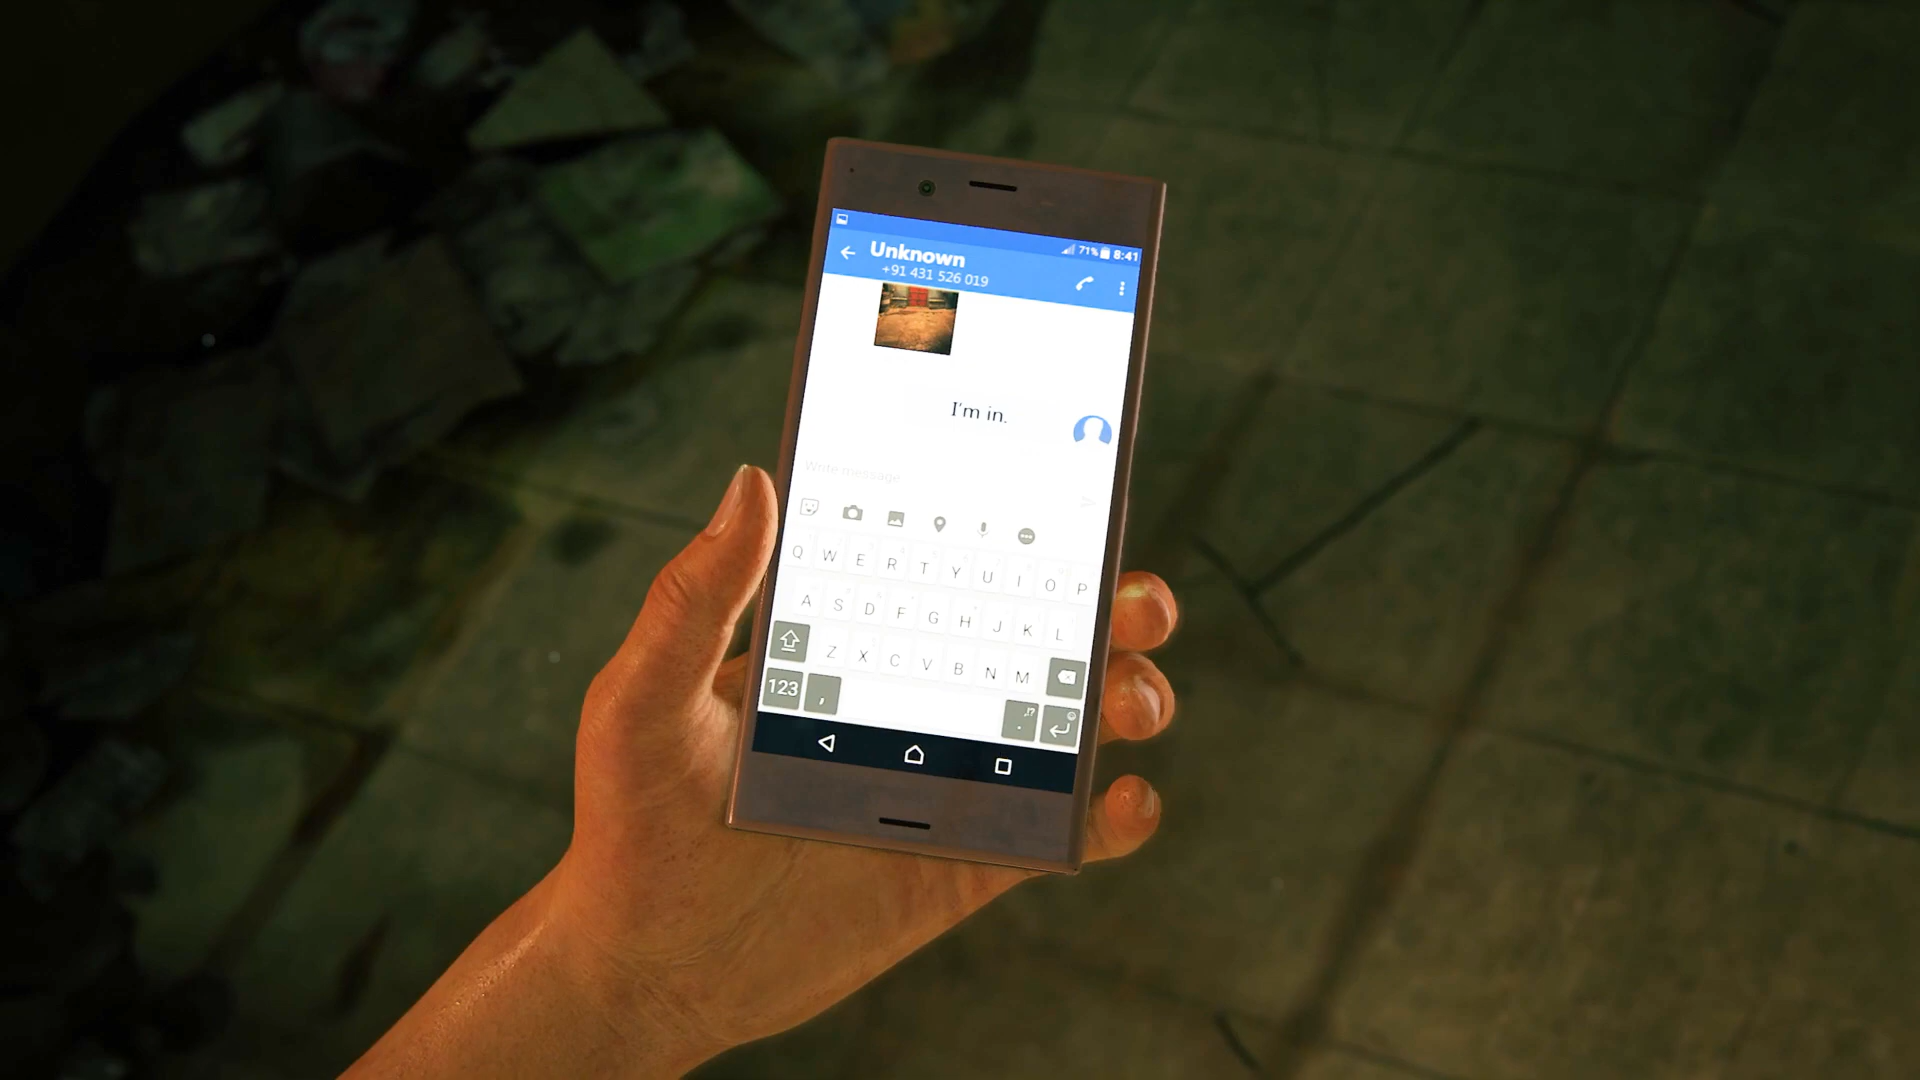 71% 8:41
Unknown
+91 431 526 019
I'm in.
Write message
Q W E R T Y U I O P
A S D F G H J K L
Z X C V B N M
123 , . ,!?